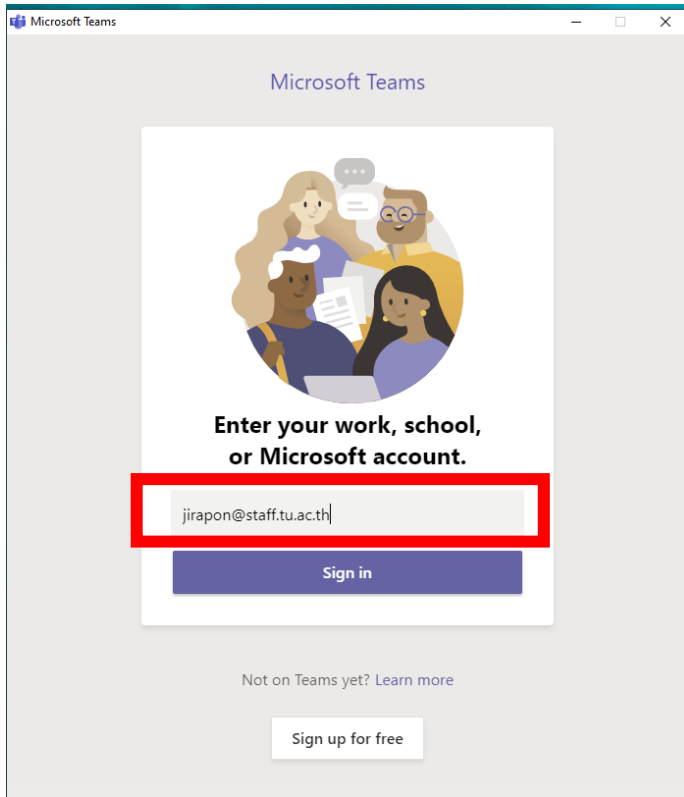 Microsoft Teams
Microsoft Teams
Enter your work, school,
or Microsoft account.
jirapon@staff.tu.ac.th
Sign in
Not on Teams yet? Learn more
Sign up for free